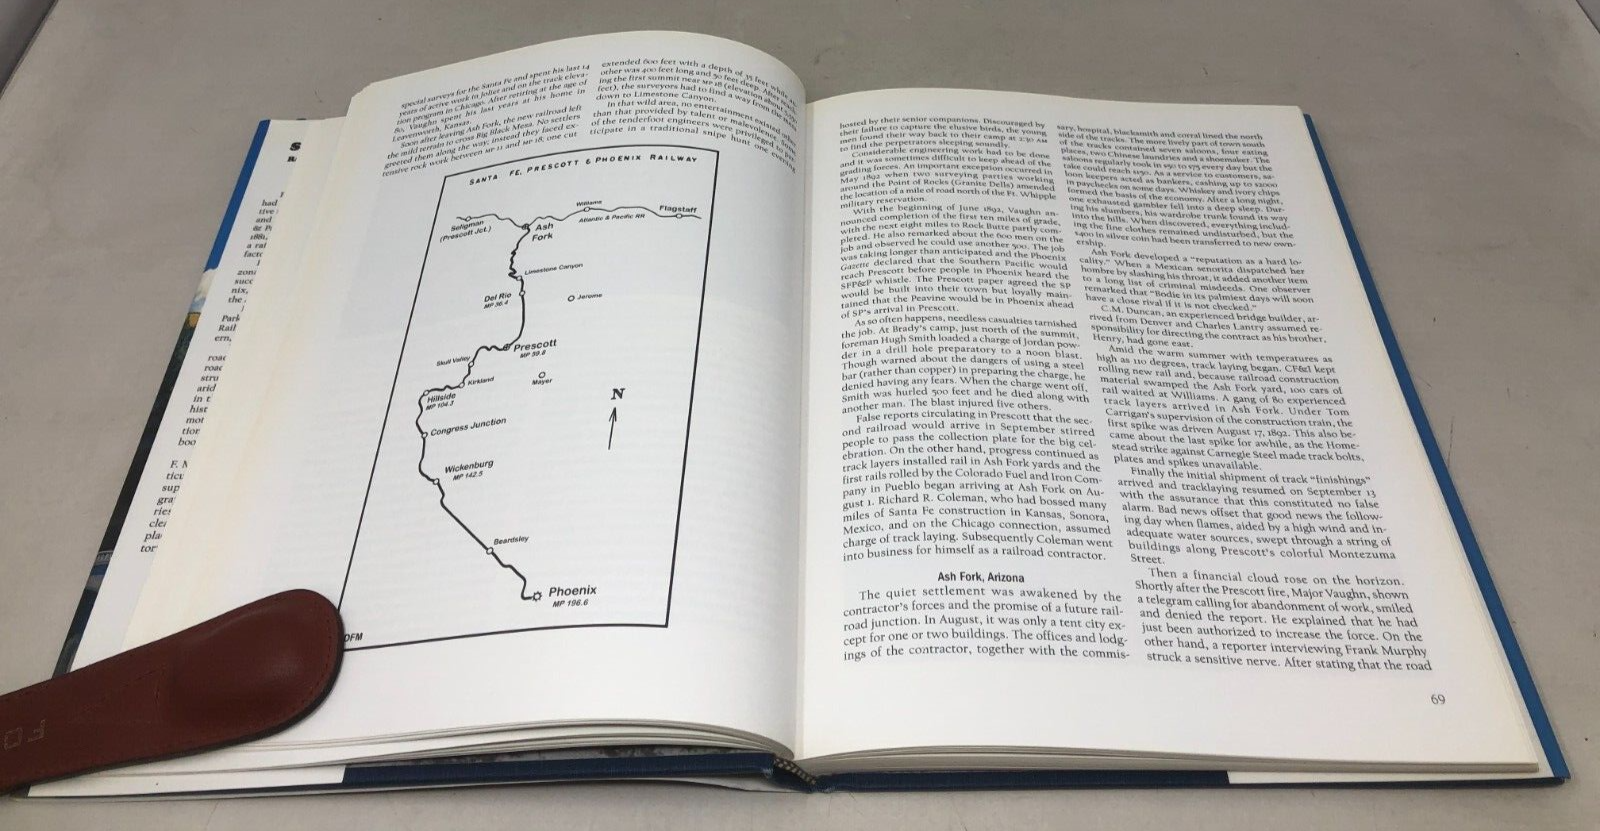 special surveys for the Santa Fe and spent his last 14
years of active work in Joliet and on the track eleva-
tion program in Chicago. After retiring at the age of
80, Vaughn spent his last years at his home in
Leavenworth, Kansas.
Soon after leaving Ash Fork, the new railroad left
the mild terrain to cross Big Black Mesa. No settlers
greeted them along the way, instead they faced ex-
tensive rock work between MP 11 and MP 18, one cut
extended 600 feet with a depth of 35 feet while
other was 400 feet long and 50 feet deep. After
ing the first summit near MP 18 (elevation
feet), the surveyors had to find a way from the
down to Limestone Canyon.
In that wild area, no entertainment existed other
than that provided by talent or malevolence. Some
of the tenderfoot engineers were privileged to par-
ticipate in a traditional snipe hunt one evening
SANTA FE, PRESCOTT & PHOENIX RAILWAY
Seligman
(Prescott Jct.)
Williams
Atlantic & Pacific RR
Flagstaff
Ash
Fork
Limestone Canyon
Del Rio
Jerome
Prescott
Skull Valley
Kirkland
Mayer
Hillside
MP 104.3
N
Congress Junction
Wickenburg
MP 142.5
Beardsley
Phoenix
MP 196.6
DFM
hosted by their senior companions. Discouraged by
their failure to capture the elusive birds, the young
men found their way back to their camp at 2:30 AM
to find the perpetrators sleeping soundly.
Considerable engineering work had to be done
and it was sometimes difficult to keep ahead of the
grading forces. An important exception occurred in
May 1892 when two surveying parties working
around the Point of Rocks (Granite Dells) amended
the location of a mile of road north of the Ft. Whipple
military reservation.
With the beginning of June 1892, Vaughn an-
nounced completion of the first ten miles of grade,
with the next eight miles to Rock Butte partly com-
pleted. He also remarked about the 600 men on the
job and observed he could use another 500. The job
was taking longer than anticipated and the Phoenix
Gazette declared that the Southern Pacific would
reach Prescott before people in Phoenix heard the
SFP&P whistle. The Prescott paper agreed the SP
would be built into their town but loyally main-
tained that the Peavine would be in Phoenix ahead
of SP's arrival in Prescott.
As so often happens, needless casualties tarnished
the job. At Brady's camp, just north of the summit,
foreman Hugh Smith loaded a charge of Jordan pow-
der in a drill hole preparatory to a noon blast.
Though warned about the dangers of using a steel
bar (rather than copper) in preparing the charge, he
denied having any fears. When the charge went off,
Smith was hurled 500 feet and he died along with
another man. The blast injured five others.
False reports circulating in Prescott that the sec-
ond railroad would arrive in September stirred
people to pass the collection plate for the big cel-
ebration. On the other hand, progress continued as
track layers installed rail in Ash Fork yards and the
first rails rolled by the Colorado Fuel and Iron Com-
pany in Pueblo began arriving at Ash Fork on Au-
gust 1. Richard R. Coleman, who had bossed many
miles of Santa Fe construction in Kansas, Sonora,
Mexico, and on the Chicago connection, assumed
charge of track laying. Subsequently Coleman went
into business for himself as a railroad contractor.
Ash Fork, Arizona
The quiet settlement was awakened by the
contractor's forces and the promise of a future rail-
road junction. In August, it was only a tent city ex-
cept for one or two buildings. The offices and lodg-
ings of the contractor, together with the commis-
sary, hospital, blacksmith and corral lined the north
side of the tracks. The more lively part of town south
of the tracks contained seven saloons, four eating
places, two Chinese laundries and a shoemaker. The
saloons regularly took in $50 to $75 every day but the
take could reach $150. As a service to customers, sa-
loon keepers acted as bankers, cashing up to $2000
in paychecks on some days. Whiskey and ivory chips
formed the basis of the economy. After a long night,
one exhausted gambler fell into a deep sleep. Dur-
ing his slumbers, his wardrobe trunk found its way
into the hills. When discovered, everything includ-
ing the fine clothes remained undisturbed, but the
$400 in silver coin had been transferred to new own-
ership.
Ash Fork developed a "reputation as a hard lo-
cality." When a Mexican senorita dispatched her
hombre by slashing his throat, it added another item
to a long list of criminal misdeeds. One observer
remarked that "Bodie in its palmiest days will soon
have a close rival if it is not checked."
C.M. Duncan, an experienced bridge builder, ar-
rived from Denver and Charles Lantry assumed re-
sponsibility for directing the contract as his brother,
Henry, had gone east.
Amid the warm summer with temperatures as
high as 110 degrees, track laying began. CF&I kept
rolling new rail and, because railroad construction
material swamped the Ash Fork yard, 100 cars of
rail waited at Williams. A gang of 80 experienced
track layers arrived in Ash Fork. Under Tom
Carrigan's supervision of the construction train, the
first spike was driven August 17, 1892. This also be-
came about the last spike for awhile, as the Home-
stead strike against Carnegie Steel made track bolts,
plates and spikes unavailable.
Finally the initial shipment of track "finishings"
arrived and tracklaying resumed on September 13
with the assurance that this constituted no false
alarm. Bad news offset that good news the follow-
ing day when flames, aided by a high wind and in-
adequate water sources, swept through a string of
buildings along Prescott's colorful Montezuma
Street.
Then a financial cloud rose on the horizon.
Shortly after the Prescott fire, Major Vaughn, shown
a telegram calling for abandonment of work, smiled
and denied the report. He explained that he had
just been authorized to increase the force. On the
other hand, a reporter interviewing Frank Murphy
struck a sensitive nerve. After stating that the road
69